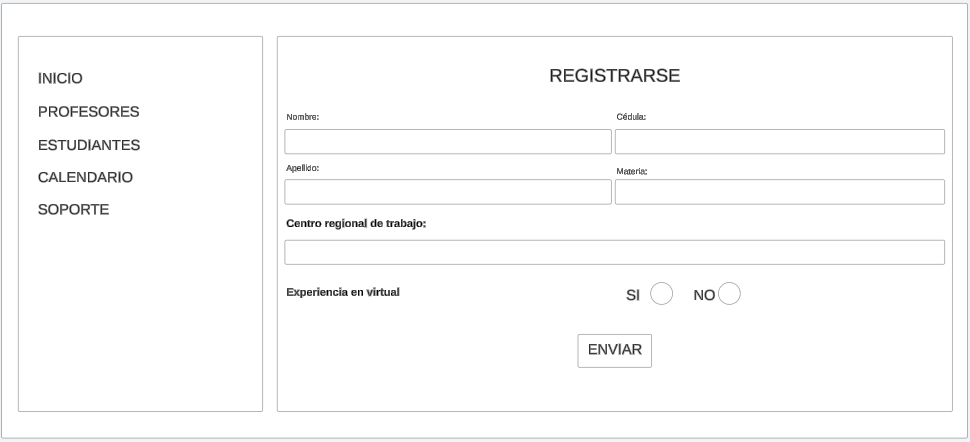 INICIO
PROFESORES
ESTUDIANTES
CALENDARIO
SOPORTE
REGISTRARSE
Nombre: Cédula:
Apellido: Materia:
Centro regional de trabajo:
Experiencia en virtual SI NO
ENVIAR